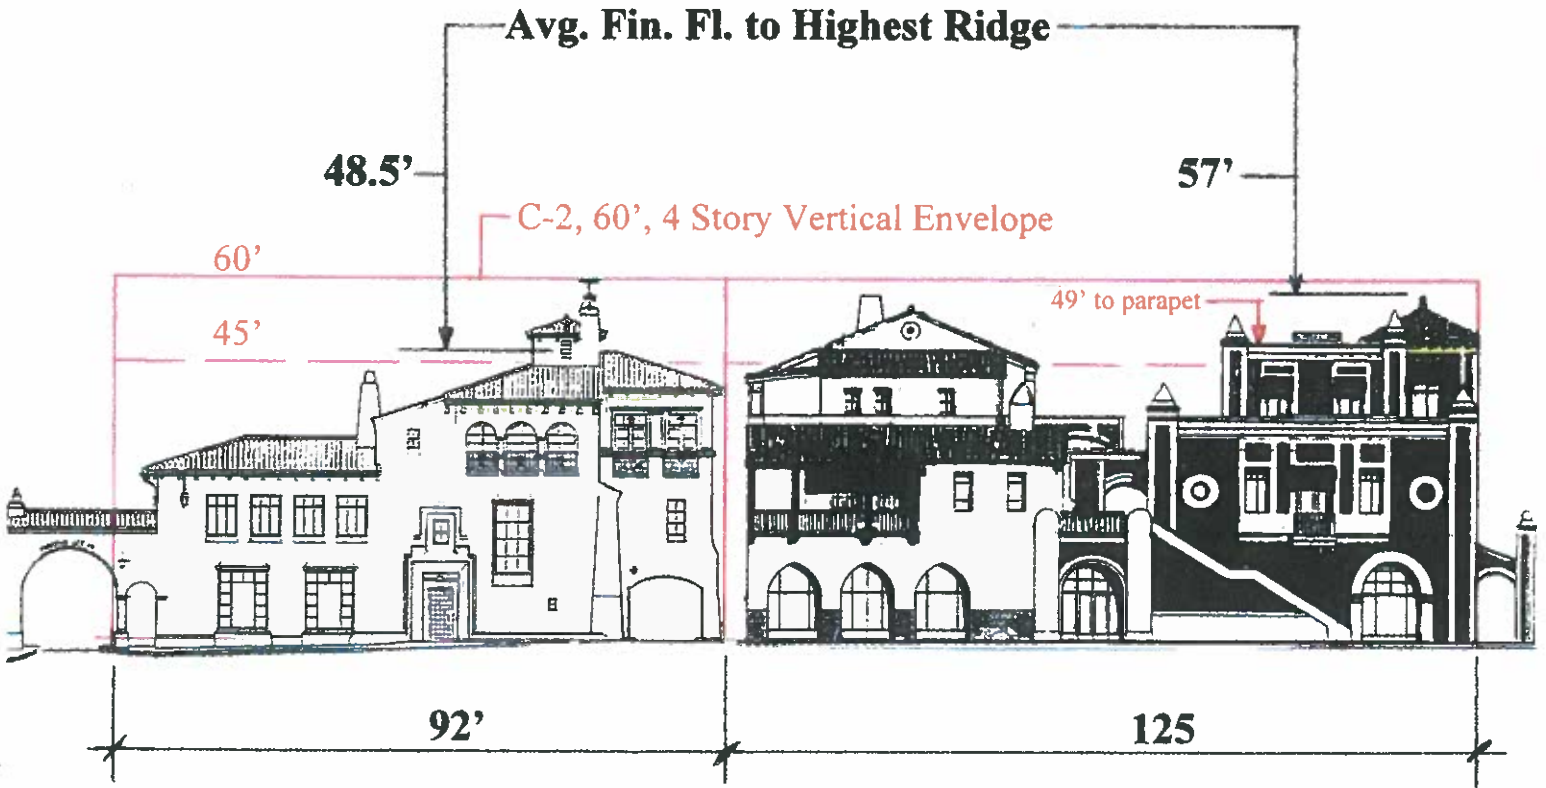 Avg. Fin. Fl. to Highest Ridge
48.5’
57’
C-2, 60’, 4 Story Vertical Envelope
60’
49’ to parapet
45’
92’
125